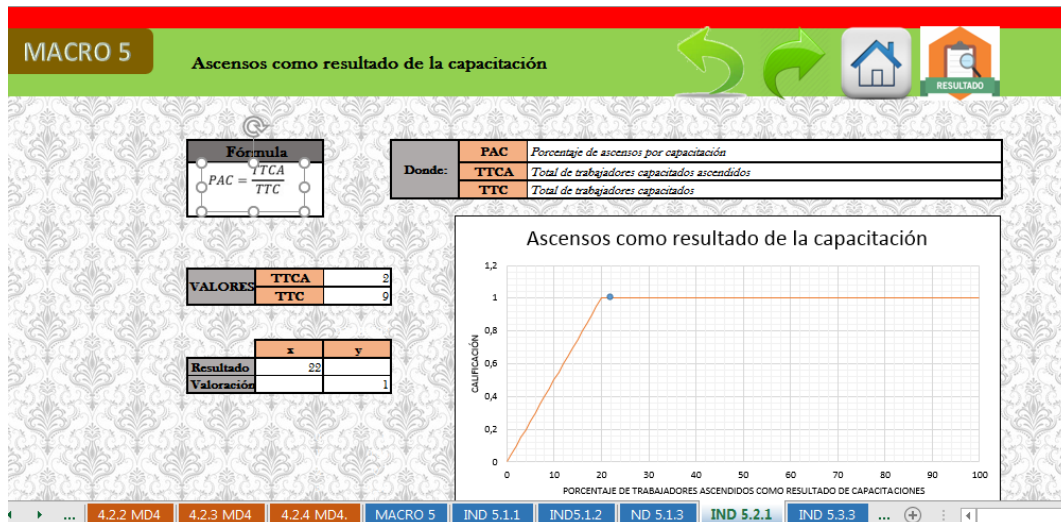 MACRO 5
Ascensos como resultado de la capacitación
RESULTADO
Fórmula
PAC = TTCA / TTC
Donde:
PAC Porcentaje de ascensos por capacitación
TTCA Total de trabajadores capacitados ascendidos
TTC Total de trabajadores capacitados
VALORES
TTCA 2
TTC 9
x y
Resultado 22
Valoración 1
Ascensos como resultado de la capacitación
CALIFICACIÓN
1,2
1
0,8
0,6
0,4
0,2
0
0 10 20 30 40 50 60 70 80 90 100
PORCENTAJE DE TRABAJADORES ASCENDIDOS COMO RESULTADO DE CAPACITACIONES
... 4.2.2 MD4 4.2.3 MD4 4.2.4 MD4. MACRO 5 IND 5.1.1 IND5.1.2 ND 5.1.3 IND 5.2.1 IND 5.3.3 ...